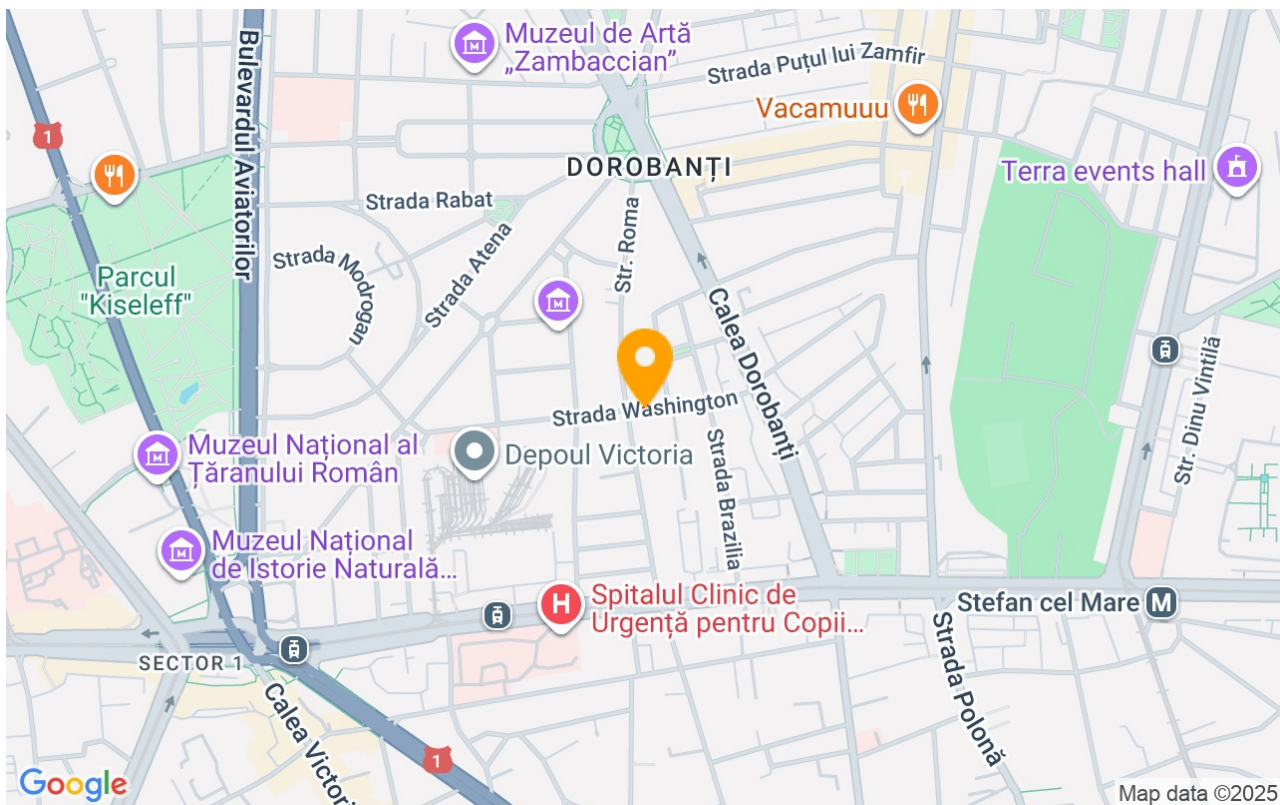 Muzeul de Artă
„Zambaccian”
Strada Puțul lui Zamfir
Bulevardul Aviatorilor
Vacamuuu
1
DOROBANȚI
Terra events hall
Strada Rabat
Str. Roma
Strada Atena
Strada Modrogan
Parcul
"Kiseleff"
Calea Dorobanți
Str. Dinu Vintilă
Strada Washington
Strada Brazilia
Muzeul Național al
Țăranului Român
Depoul Victoria
Muzeul Național
de Istorie Naturală...
H
Spitalul Clinic de
Urgență pentru Copii...
Stefan cel Mare M
Strada Polonă
SECTOR 1
Calea Victori
1
Google
Map data ©2025